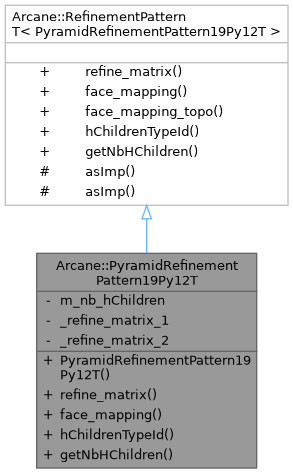 Arcane::RefinementPattern
T< PyramidRefinementPattern19Py12T >
+ refine_matrix()
+ face_mapping()
+ face_mapping_topo()
+ hChildrenTypeId()
+ getNbHChildren()
# asImp()
# asImp()
Arcane::PyramidRefinement
Pattern19Py12T
- m_nb_hChildren
- _refine_matrix_1
- _refine_matrix_2
+ PyramidRefinementPattern19
Py12T()
+ refine_matrix()
+ face_mapping()
+ hChildrenTypeId()
+ getNbHChildren()